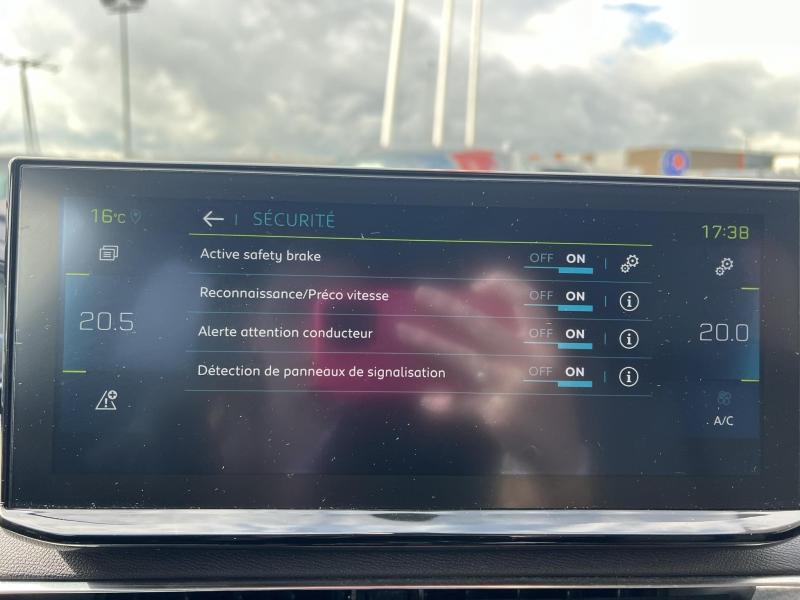 16°C
SÉCURITÉ
17:38
Active safety brake OFF ON
Reconnaissance/Préco vitesse OFF ON
20.5
Alerte attention conducteur OFF ON
20.0
Détection de panneaux de signalisation OFF ON
A/C